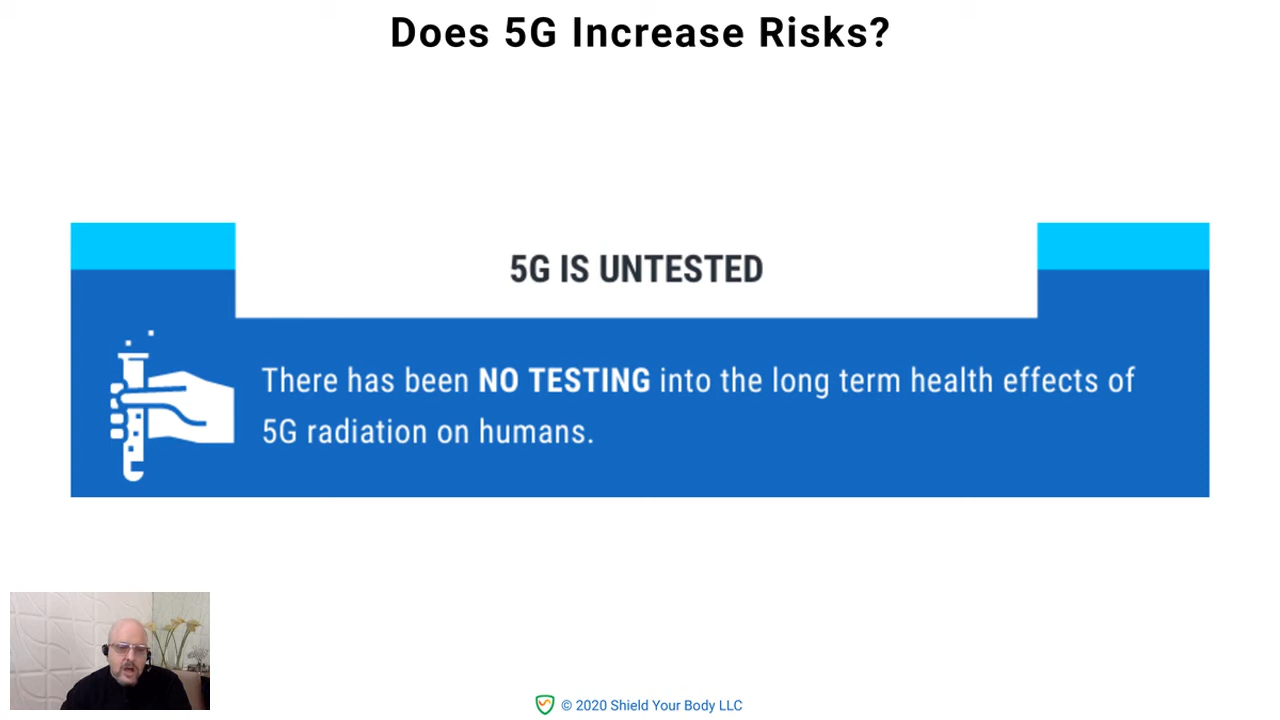 Does 5G Increase Risks?
5G IS UNTESTED
There has been NO TESTING into the long term health effects of
5G radiation on humans.
© 2020 Shield Your Body LLC